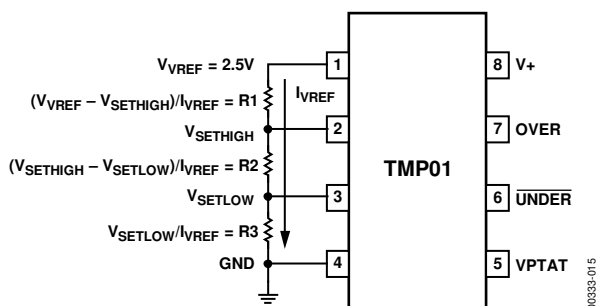 V_VREF = 2.5V
1
8 V+
(V_VREF – V_SETHIGH)/I_VREF = R1
I_VREF
V_SETHIGH
2
7 OVER
(V_SETHIGH – V_SETLOW)/I_VREF = R2
TMP01
V_SETLOW
3
6 U̅N̅D̅E̅R̅
V_SETLOW/I_VREF = R3
GND
4
5 VPTAT
00333-015